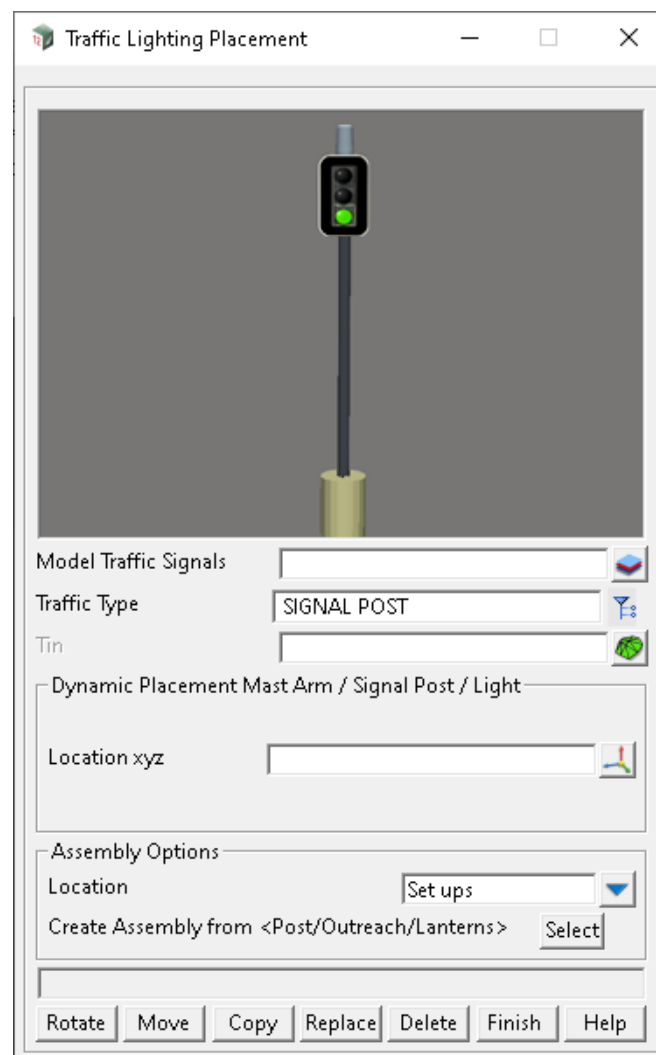 Traffic Lighting Placement
Model Traffic Signals
Traffic Type SIGNAL POST
Tin
Dynamic Placement Mast Arm / Signal Post / Light
Location xyz
Assembly Options
Location Set ups
Create Assembly from <Post/Outreach/Lanterns> Select
Rotate Move Copy Replace Delete Finish Help